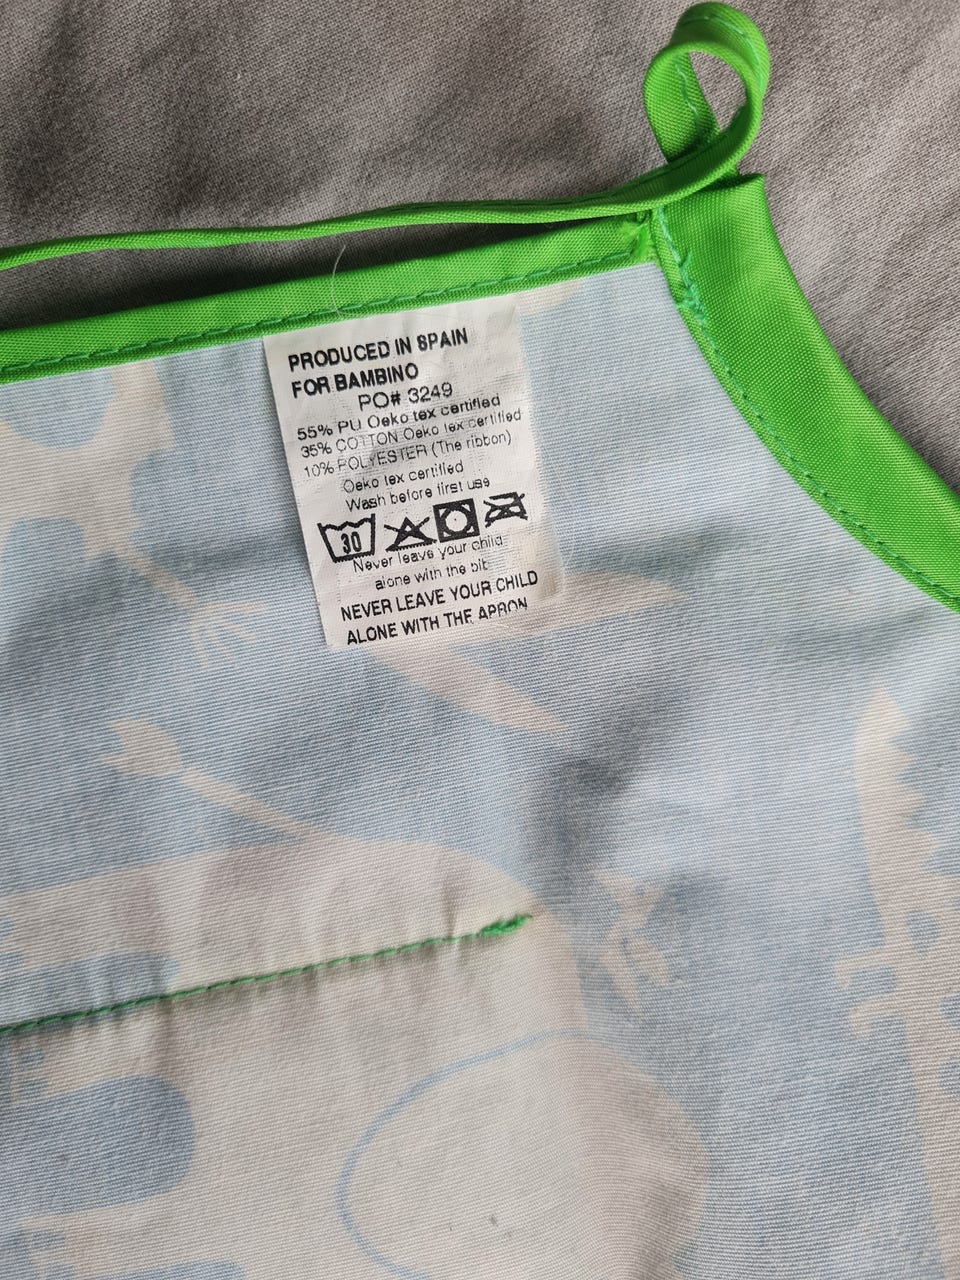 PRODUCED IN SPAIN
FOR BAMBINO
PO# 3249
55% PU Oeko tex certified
35% COTTON Oeko tex certified
10% POLYESTER (The ribbon)
Oeko tex certified
Wash before first use
30
Never leave your child
alone with the bib
NEVER LEAVE YOUR CHILD
ALONE WITH THE APRON